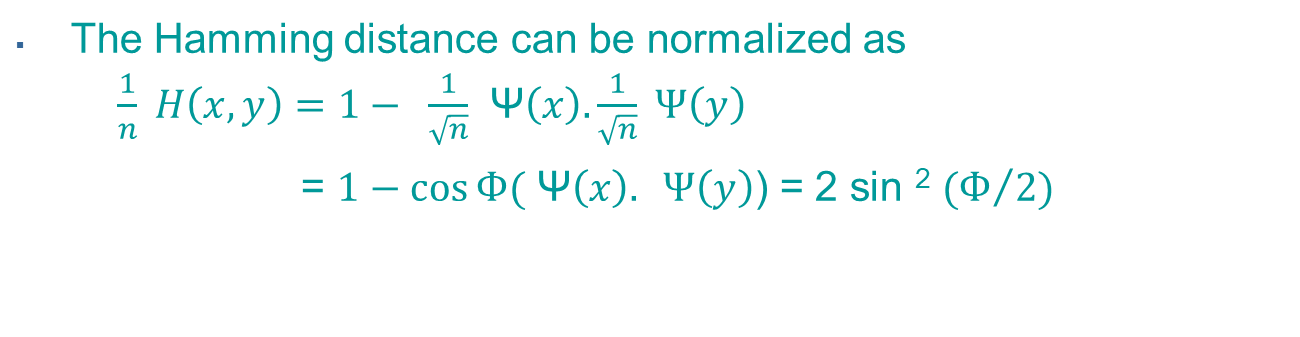 ▪ The Hamming distance can be normalized as
1/n H(x, y) = 1 − 1/√n Ψ(x). 1/√n Ψ(y)
= 1 − cos Φ( Ψ(x). Ψ(y)) = 2 sin ² (Φ/2)